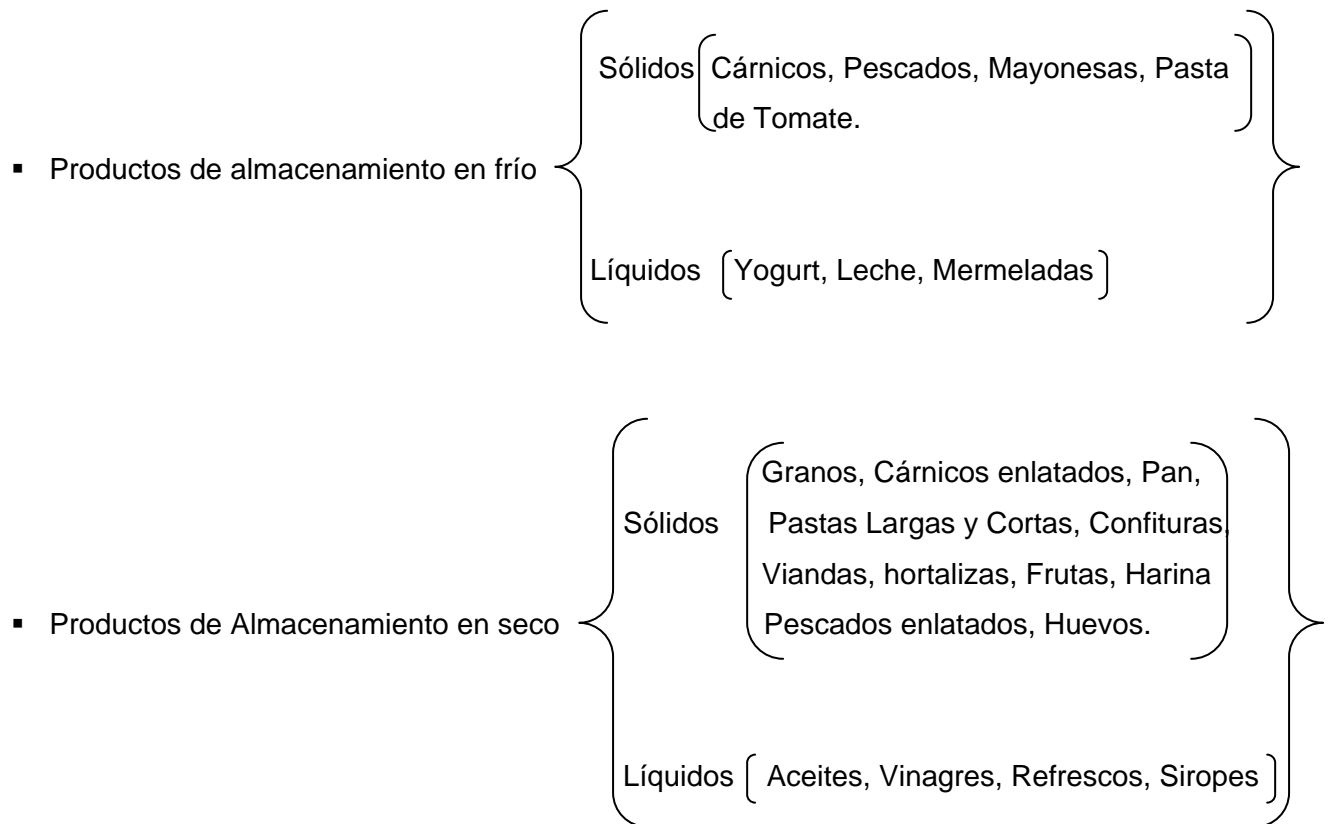 Sólidos Cárnicos, Pescados, Mayonesas, Pasta
de Tomate.
▪ Productos de almacenamiento en frío
Líquidos Yogurt, Leche, Mermeladas
Granos, Cárnicos enlatados, Pan,
Sólidos Pastas Largas y Cortas, Confituras,
Viandas, hortalizas, Frutas, Harina
▪ Productos de Almacenamiento en seco Pescados enlatados, Huevos.
Líquidos Aceites, Vinagres, Refrescos, Siropes